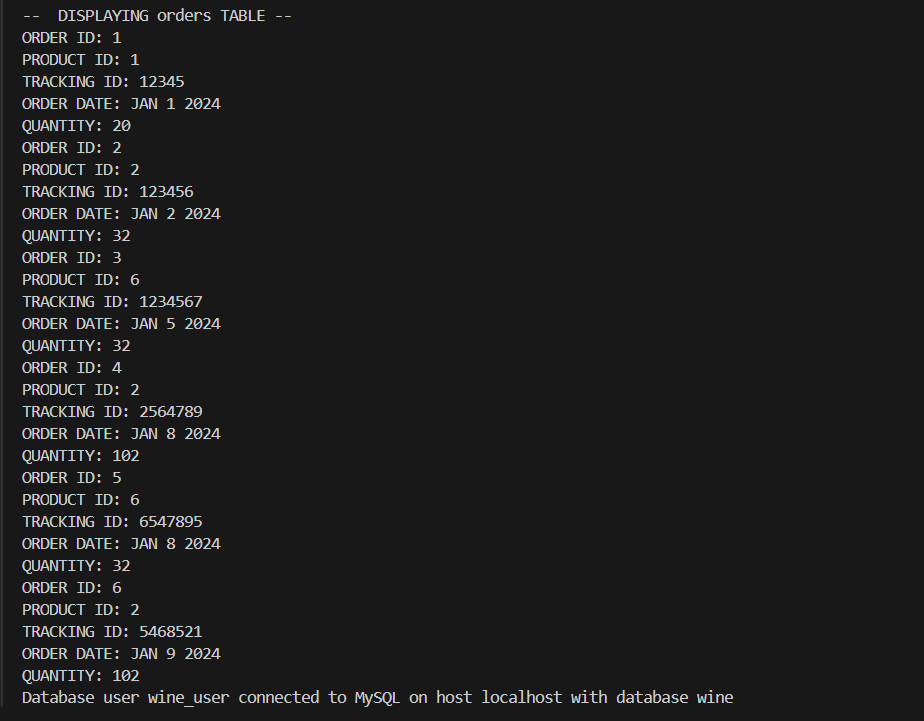 --  DISPLAYING orders TABLE --
ORDER ID: 1
PRODUCT ID: 1
TRACKING ID: 12345
ORDER DATE: JAN 1 2024
QUANTITY: 20
ORDER ID: 2
PRODUCT ID: 2
TRACKING ID: 123456
ORDER DATE: JAN 2 2024
QUANTITY: 32
ORDER ID: 3
PRODUCT ID: 6
TRACKING ID: 1234567
ORDER DATE: JAN 5 2024
QUANTITY: 32
ORDER ID: 4
PRODUCT ID: 2
TRACKING ID: 2564789
ORDER DATE: JAN 8 2024
QUANTITY: 102
ORDER ID: 5
PRODUCT ID: 6
TRACKING ID: 6547895
ORDER DATE: JAN 8 2024
QUANTITY: 32
ORDER ID: 6
PRODUCT ID: 2
TRACKING ID: 5468521
ORDER DATE: JAN 9 2024
QUANTITY: 102
Database user wine_user connected to MySQL on host localhost with database wine